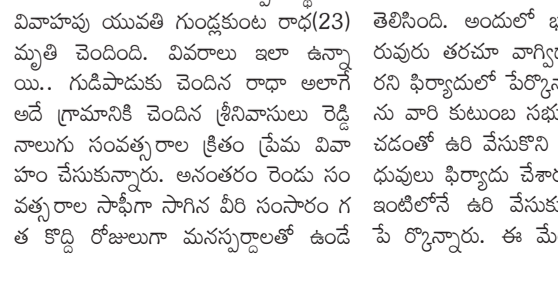 వివాహపు యువతి గుండ్లకుంట రాధ(23)
మృతి చెందింది. వివరాలు ఇలా ఉన్నా
యి.. గుడిపాడుకు చెందిన రాధా అలాగే
అదే గ్రామానికి చెందిన శ్రీనివాసులు రెడ్డి
నాలుగు సంవత్సరాల క్రితం ప్రేమ వివా
హం చేసుకున్నారు. అనంతరం రెండు సం
వత్సరాల సాఫీగా సాగిన వీరి సంసారం గ
త కొద్ది రోజులుగా మనస్పర్దాలతో ఉండే
తెలిసింది. అందులో
రువురు తరచూ
రని ఫిర్యాదులో
ను వారి కుటుంబ
చడంతో ఉరి వేసుకొని
ధువులు ఫిర్యాదు
ఇంటిలోనే ఉరి
పే ర్కొన్నారు. ఈ